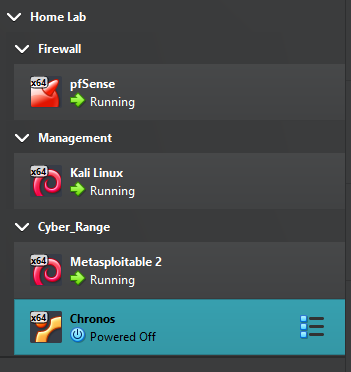 Home Lab
Firewall
x64
pfSense
Running
Management
x64
Kali Linux
Running
Cyber_Range
x64
Metasploitable 2
Running
x64
Chronos
Powered Off